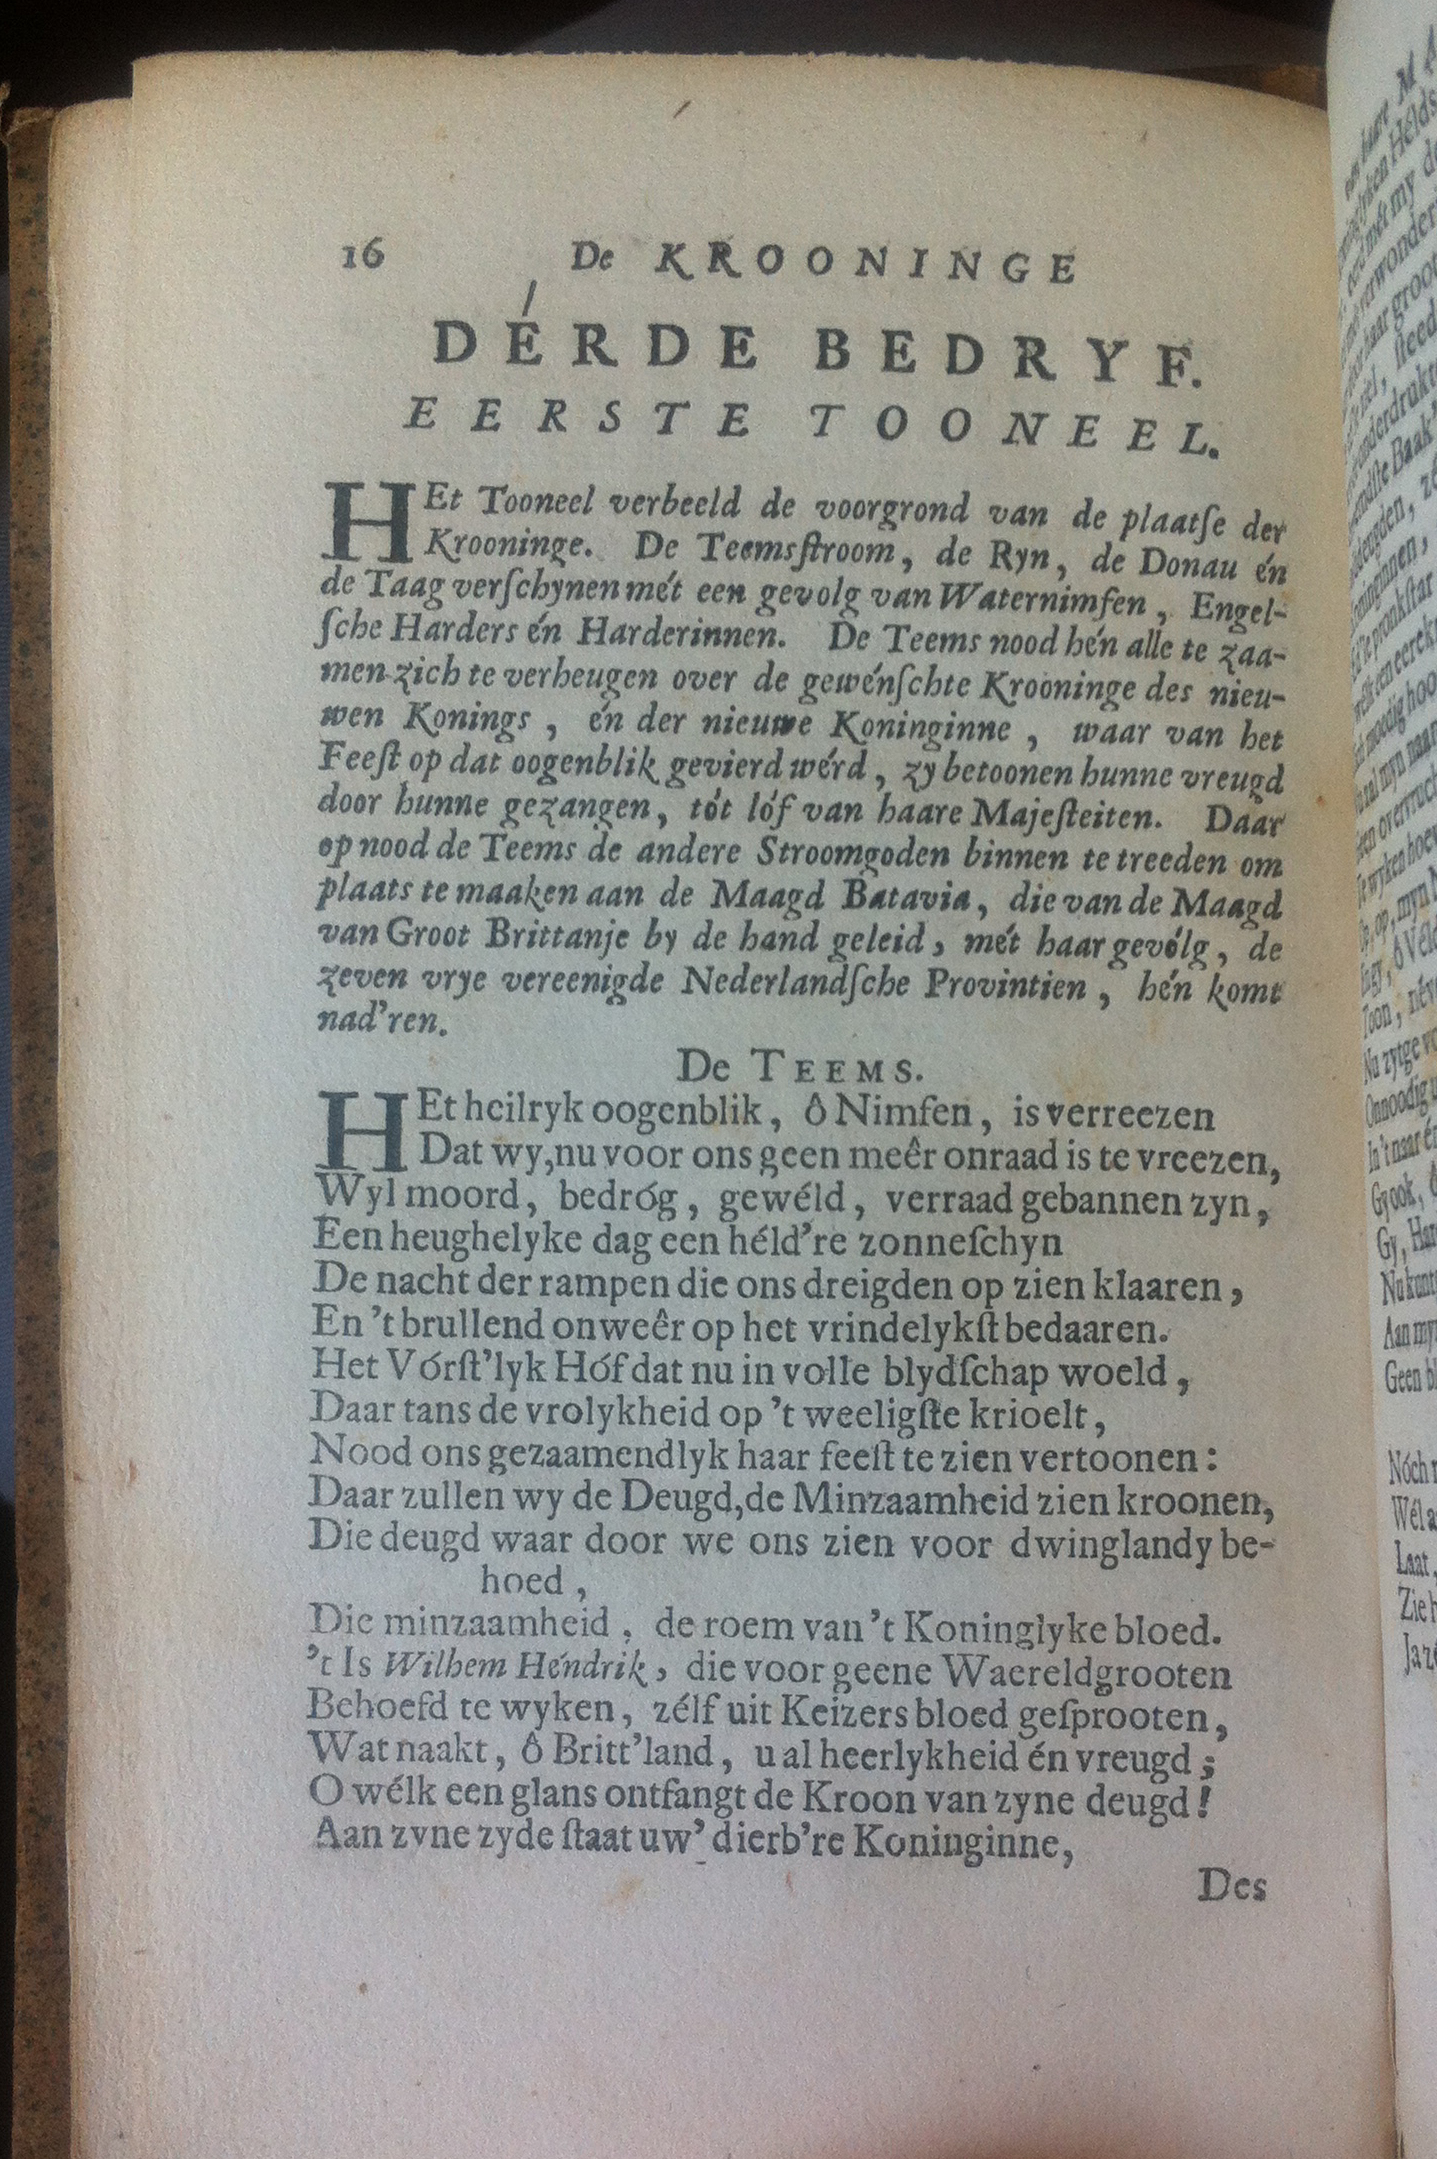 16 De KROONINGE
DÉRDE BEDRYF.
EERSTE TOONEEL.
HEt Tooneel verbeeld de voorgrond van de plaatſe der
Krooninge. De Teemsſtroom, de Ryn, de Donau én
de Taag verſchynen mét een gevolg van Waternimfen, Engel-
ſche Harders én Harderinnen. De Teems nood hén alle te zaa-
men zich te verheugen over de gewénſchte Krooninge des nieu-
wen Konings, én der nieuwe Koninginne, waar van het
Feeſt op dat oogenblik gevierd wérd, zy betoonen hunne vreugd
door hunne gezangen, tót lóf van haare Majeſteiten. Daar
op nood de Teems de andere Stroomgoden binnen te treeden om
plaats te maaken aan de Maagd Batavia, die van de Maagd
van Groot Brittanje by de hand geleid, mét haar gevólg, de
zeven vrye vereenigde Nederlandſche Provintien, hén komt
nad'ren.
De TEEMS.
HEt heilryk oogenblik, ô Nimfen, is verreezen
Dat wy, nu voor ons geen meêr onraad is te vreezen,
Wyl moord, bedróg, gewéld, verraad gebannen zyn,
Een heughelyke dag een héld're zonneſchyn
De nacht der rampen die ons dreigden op zien klaaren,
En 't brullend onweêr op het vrindelykſt bedaaren.
Het Vórſt'lyk Hóf dat nu in volle blydſchap woeld,
Daar tans de vrolykheid op 't weeligſte krioelt,
Nood ons gezaamendlyk haar feeſt te zien vertoonen:
Daar zullen wy de Deugd, de Minzaamheid zien kroonen,
Die deugd waar door we ons zien voor dwinglandy be-
hoed,
Die minzaamheid, de roem van 't Koninglyke bloed.
't Is Wilhem Héndrik, die voor geene Waereldgrooten
Behoefd te wyken, zélf uit Keizers bloed geſprooten,
Wat naakt, ô Britt'land, u al heerlykheid én vreugd;
O wélk een glans ontfangt de Kroon van zyne deugd!
Aan zyne zyde ſtaat uw' dierb're Koninginne,
Des